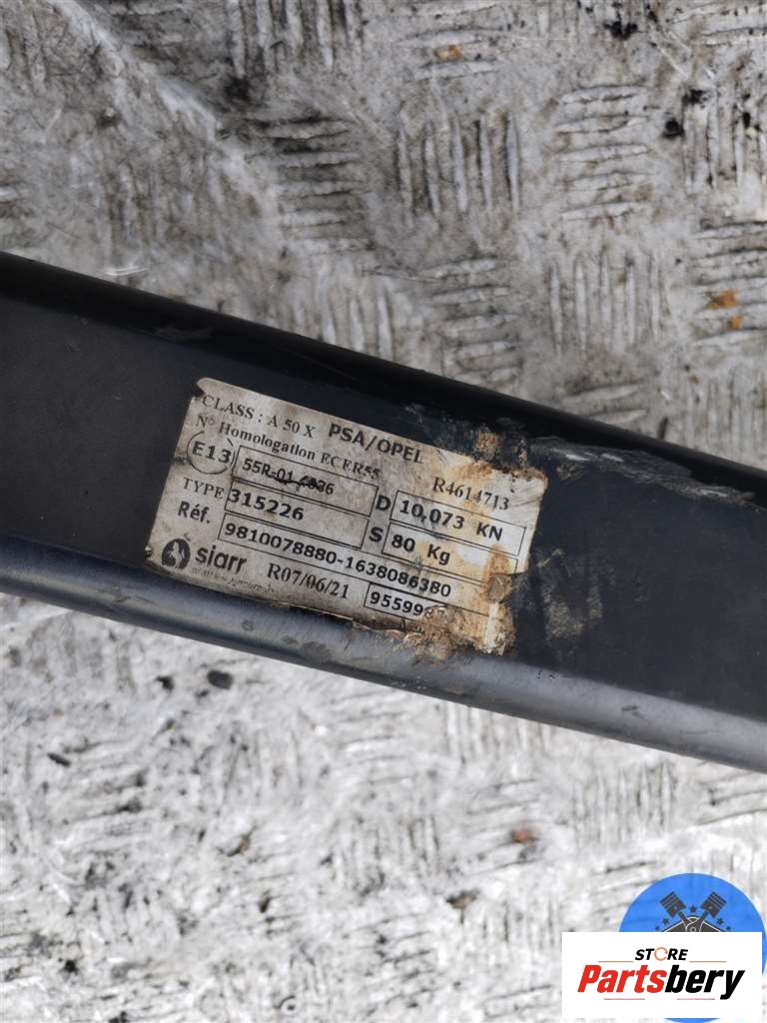 CLASS : A 50 X PSA/OPEL
N° Homologation ECER55 R4614713
E13 D 10,073 KN
TYPE 315226 S 80 Kg
Réf. 9810078880-1638086380
siarr R07/06/21
STORE
Partsbery